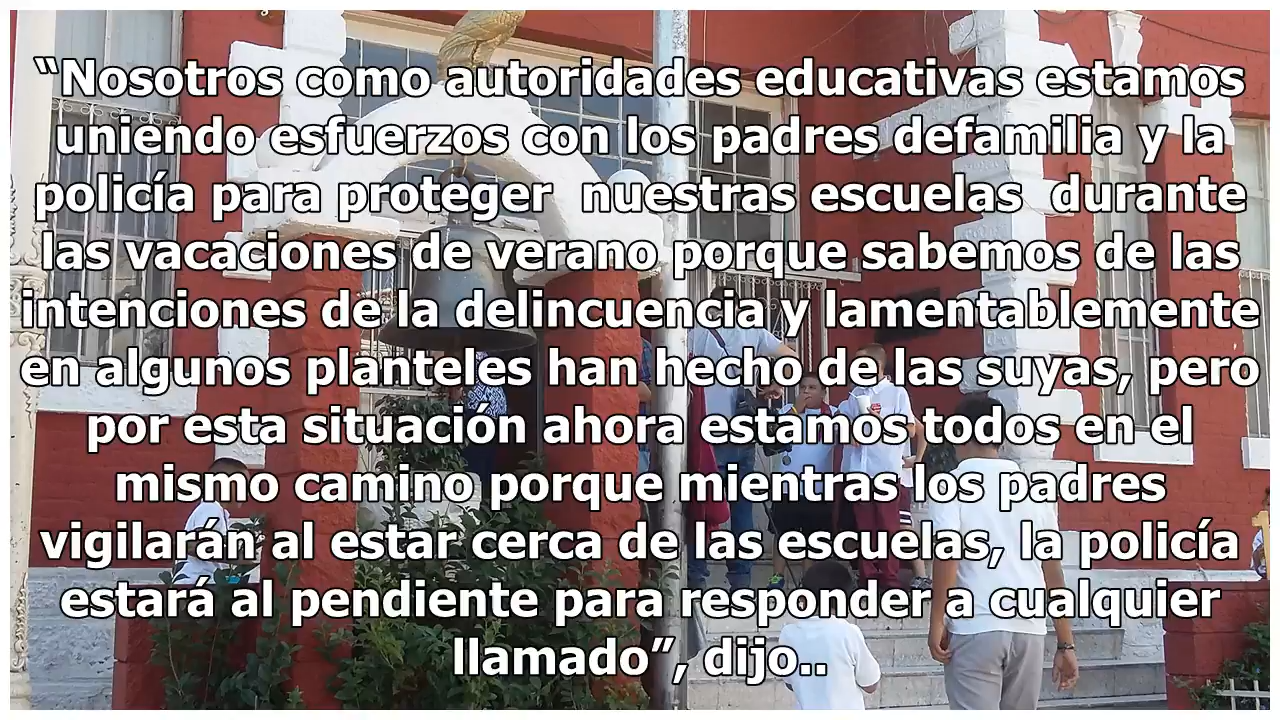 “Nosotros como autoridades educativas estamos
uniendo esfuerzos con los padres defamilia y la
policía para proteger  nuestras escuelas  durante
las vacaciones de verano porque sabemos de las
intenciones de la delincuencia y lamentablemente
en algunos planteles han hecho de las suyas, pero
por esta situación ahora estamos todos en el
mismo camino porque mientras los padres
vigilarán al estar cerca de las escuelas, la policía
estará al pendiente para responder a cualquier
llamado”, dijo..